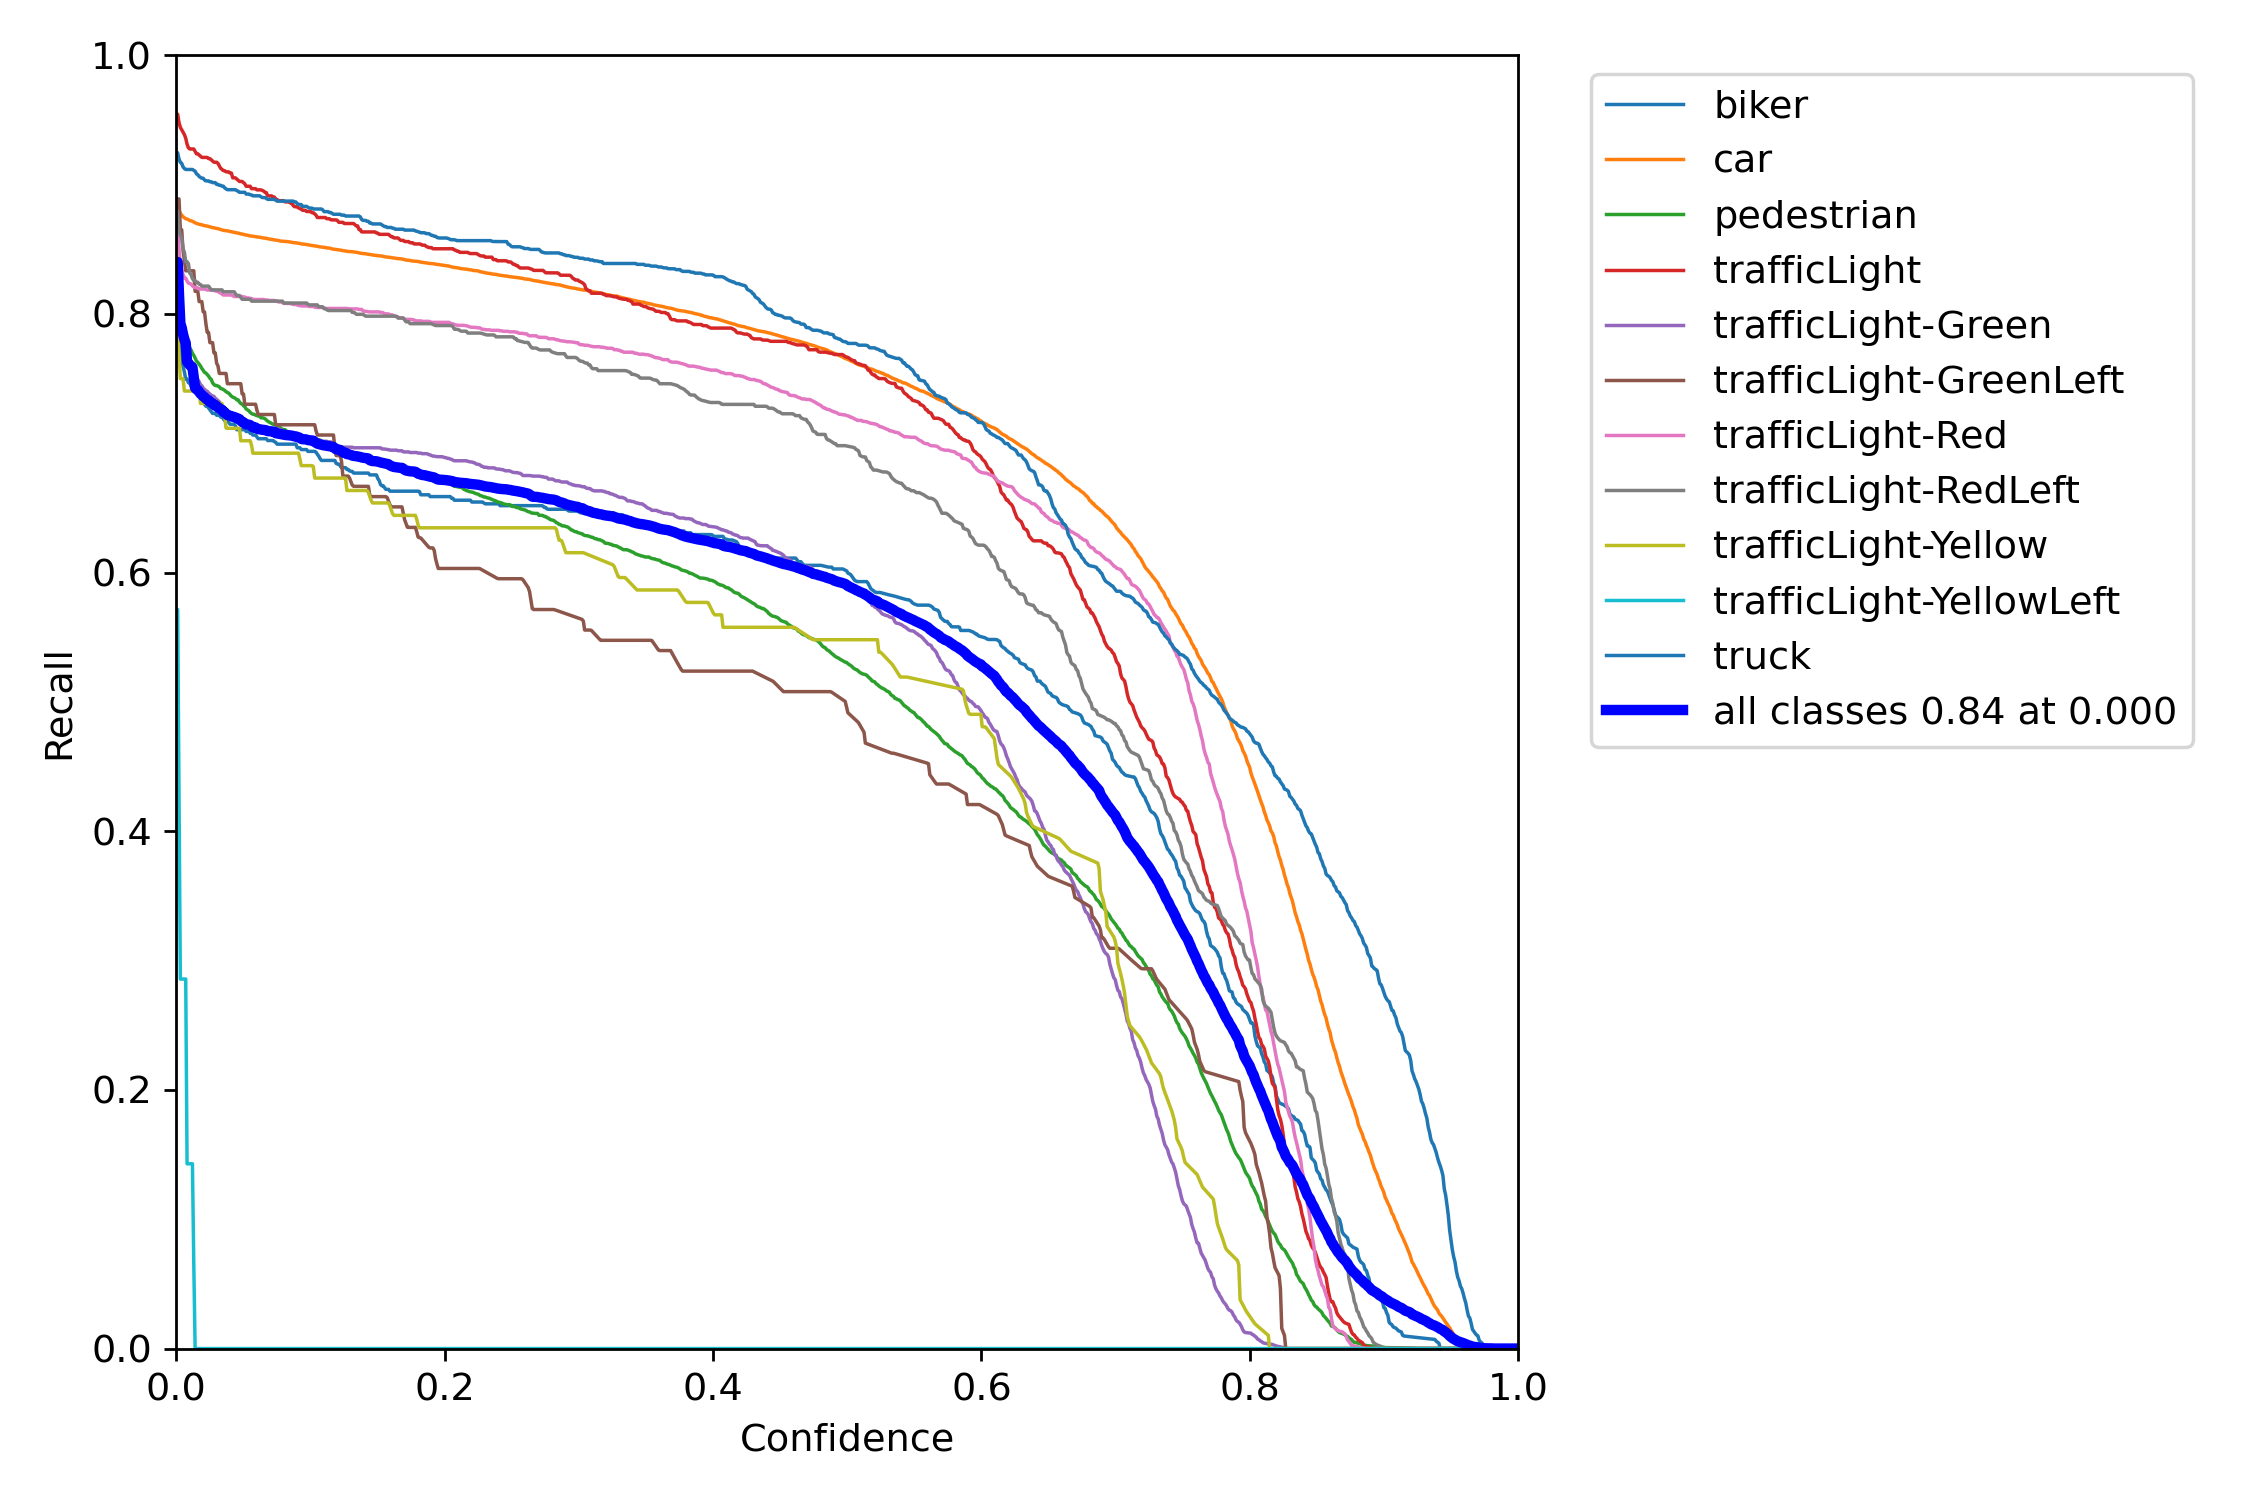 1.0
0.8
0.6
0.4
0.2
0.0
Recall
0.0 0.2 0.4 0.6 0.8 1.0
Confidence
biker
car
pedestrian
trafficLight
trafficLight-Green
trafficLight-GreenLeft
trafficLight-Red
trafficLight-RedLeft
trafficLight-Yellow
trafficLight-YellowLeft
truck
all classes 0.84 at 0.000